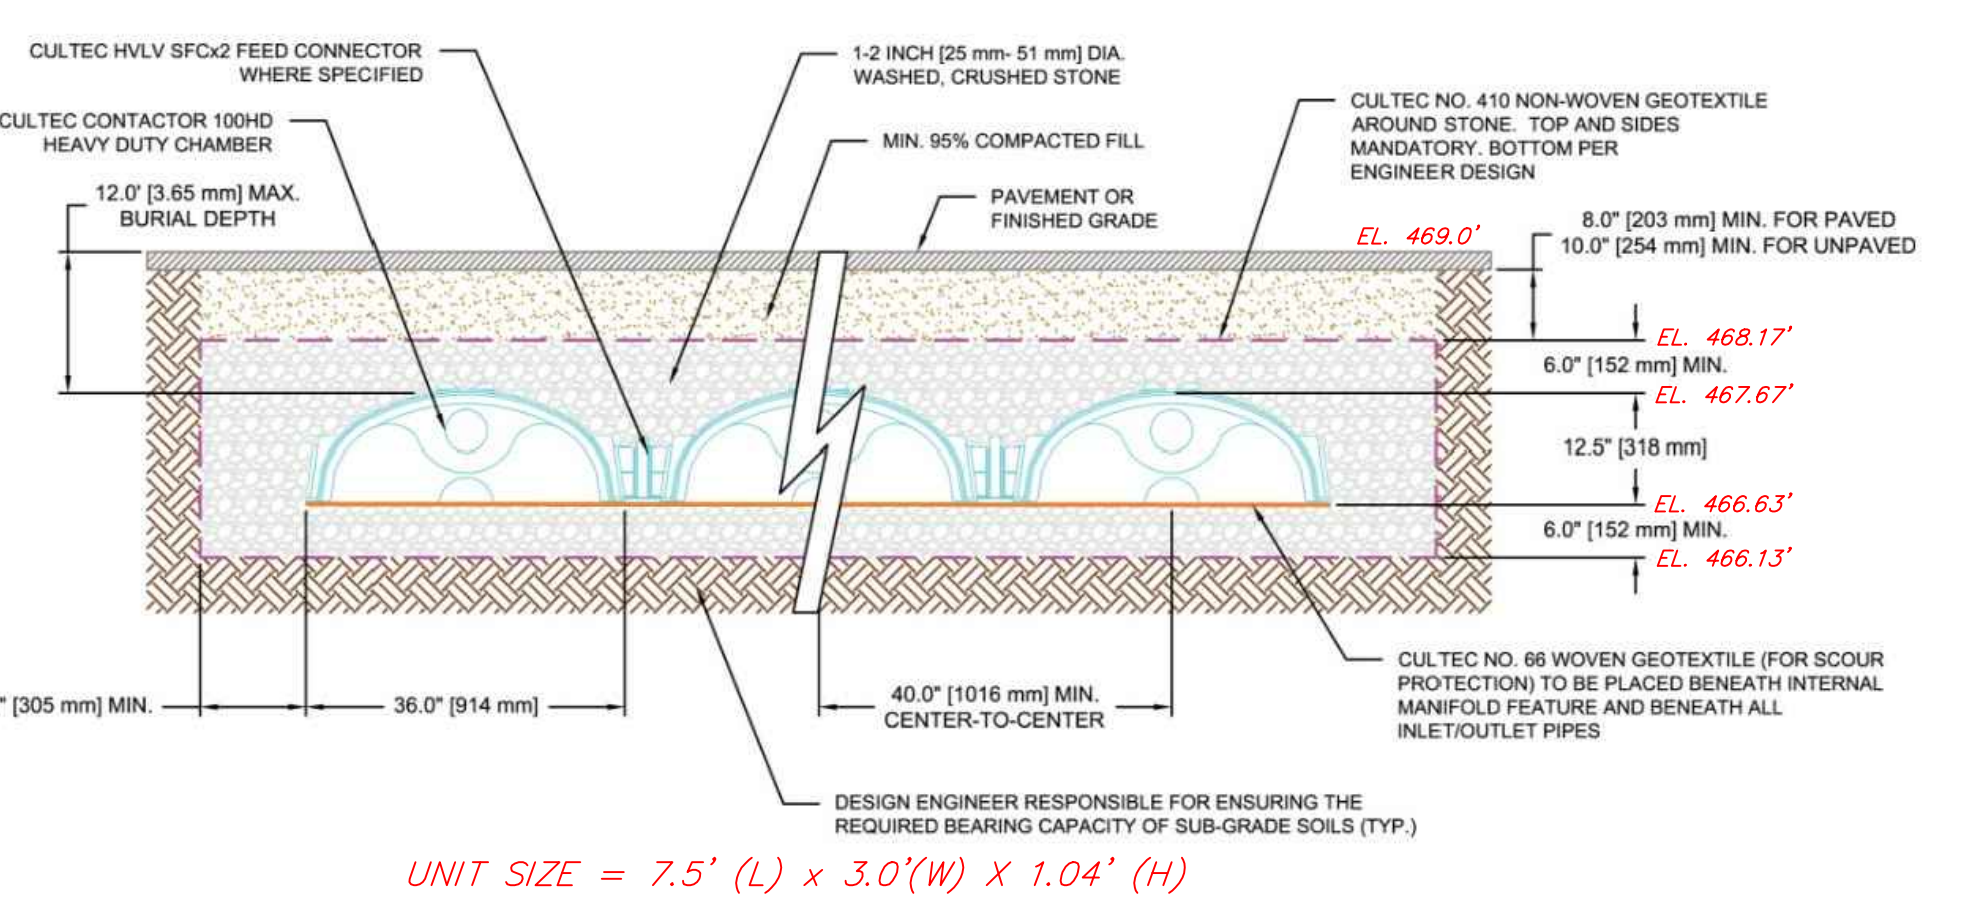 CULTEC HVLV SFCx2 FEED CONNECTOR
WHERE SPECIFIED
1-2 INCH [25 mm- 51 mm] DIA.
WASHED, CRUSHED STONE
CULTEC NO. 410 NON-WOVEN GEOTEXTILE
AROUND STONE. TOP AND SIDES
MANDATORY. BOTTOM PER
ENGINEER DESIGN
CULTEC CONTACTOR 100HD
HEAVY DUTY CHAMBER
MIN. 95% COMPACTED FILL
12.0' [3.65 mm] MAX.
BURIAL DEPTH
PAVEMENT OR
FINISHED GRADE
8.0" [203 mm] MIN. FOR PAVED
10.0" [254 mm] MIN. FOR UNPAVED
EL. 469.0'
EL. 468.17'
6.0" [152 mm] MIN.
EL. 467.67'
12.5" [318 mm]
EL. 466.63'
6.0" [152 mm] MIN.
EL. 466.13'
" [305 mm] MIN.
36.0" [914 mm]
40.0" [1016 mm] MIN.
CENTER-TO-CENTER
CULTEC NO. 66 WOVEN GEOTEXTILE (FOR SCOUR
PROTECTION) TO BE PLACED BENEATH INTERNAL
MANIFOLD FEATURE AND BENEATH ALL
INLET/OUTLET PIPES
DESIGN ENGINEER RESPONSIBLE FOR ENSURING THE
REQUIRED BEARING CAPACITY OF SUB-GRADE SOILS (TYP.)
UNIT SIZE = 7.5' (L) x 3.0'(W) X 1.04' (H)